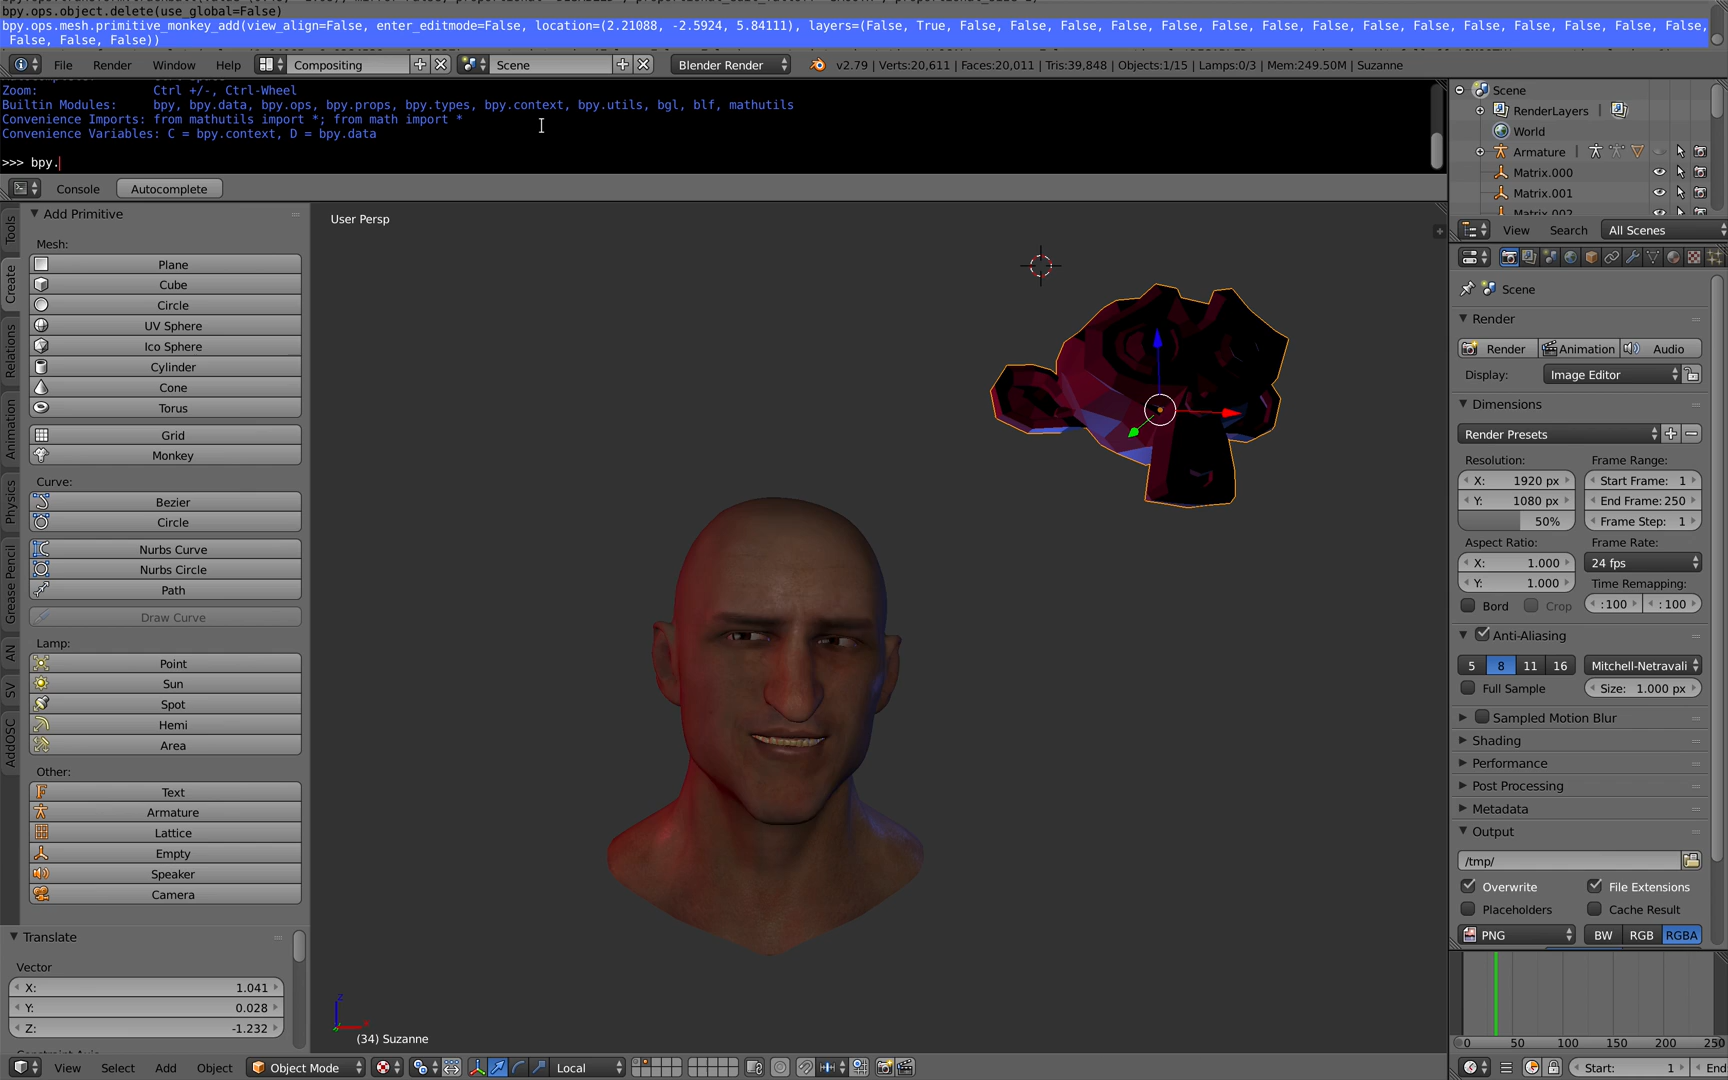 bpy.ops.object.delete(use_global=False)
bpy.ops.mesh.primitive_monkey_add(view_align=False, enter_editmode=False, location=(2.21088, -2.5924, 5.84111), layers=(False, True, False, False, False, False, False, False, False, False, False, False, False, False, False, False, False,
False, False, False))
File Render Window Help Compositing Scene Blender Render v2.79 | Verts:20,611 | Faces:20,011 | Tris:39,848 | Objects:1/15 | Lamps:0/3 | Mem:249.50M | Suzanne
Zoom: Ctrl +/-, Ctrl-Wheel
Builtin Modules: bpy, bpy.data, bpy.ops, bpy.props, bpy.types, bpy.context, bpy.utils, bgl, blf, mathutils
Convenience Imports: from mathutils import *; from math import *
Convenience Variables: C = bpy.context, D = bpy.data
>>> bpy.
Console Autocomplete
Scene
RenderLayers
World
Armature
Matrix.000
Matrix.001
Matrix.002
View Search All Scenes
Tools
Create
Relations
Animation
Physics
Grease Pencil
AN
SV
AddOSC
Add Primitive
Mesh:
Plane
Cube
Circle
UV Sphere
Ico Sphere
Cylinder
Cone
Torus
Grid
Monkey
Curve:
Bezier
Circle
Nurbs Curve
Nurbs Circle
Path
Draw Curve
Lamp:
Point
Sun
Spot
Hemi
Area
Other:
Text
Armature
Lattice
Empty
Speaker
Camera
Translate
Vector
X: 1.041
Y: 0.028
Z: -1.232
User Persp
(34) Suzanne
View Select Add Object Object Mode Local
Scene
Render
Render Animation Audio
Display: Image Editor
Dimensions
Render Presets
Resolution: Frame Range:
X: 1920 px Start Frame: 1
Y: 1080 px End Frame: 250
50% Frame Step: 1
Aspect Ratio: Frame Rate:
X: 1.000 24 fps
Y: 1.000 Time Remapping:
Bord Crop :100 :100
Anti-Aliasing
5 8 11 16 Mitchell-Netravali
Full Sample Size: 1.000 px
Sampled Motion Blur
Shading
Performance
Post Processing
Metadata
Output
/tmp/
Overwrite File Extensions
Placeholders Cache Result
PNG BW RGB RGBA
0 50 100 150 200 250
Start: 1 End: